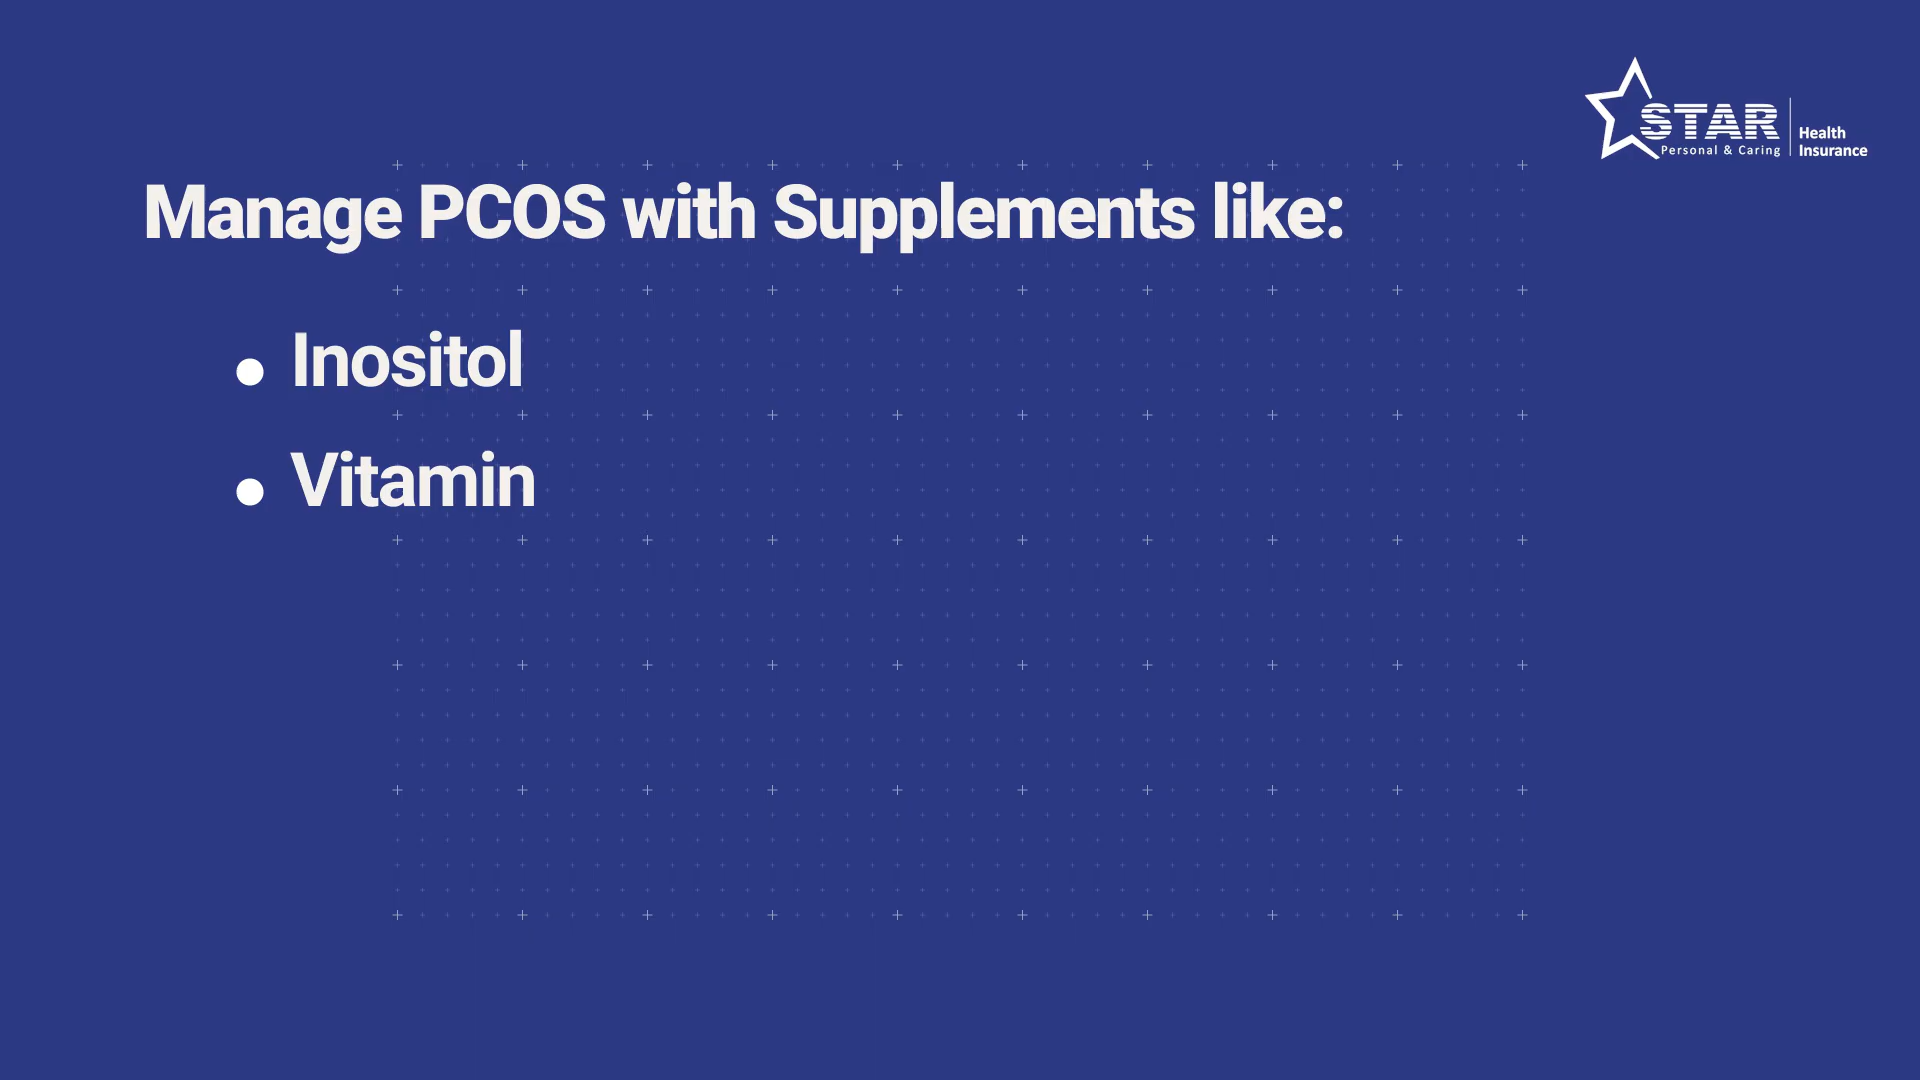 STAR
Personal & Caring
Health
Insurance
Manage PCOS with Supplements like:
Inositol
Vitamin